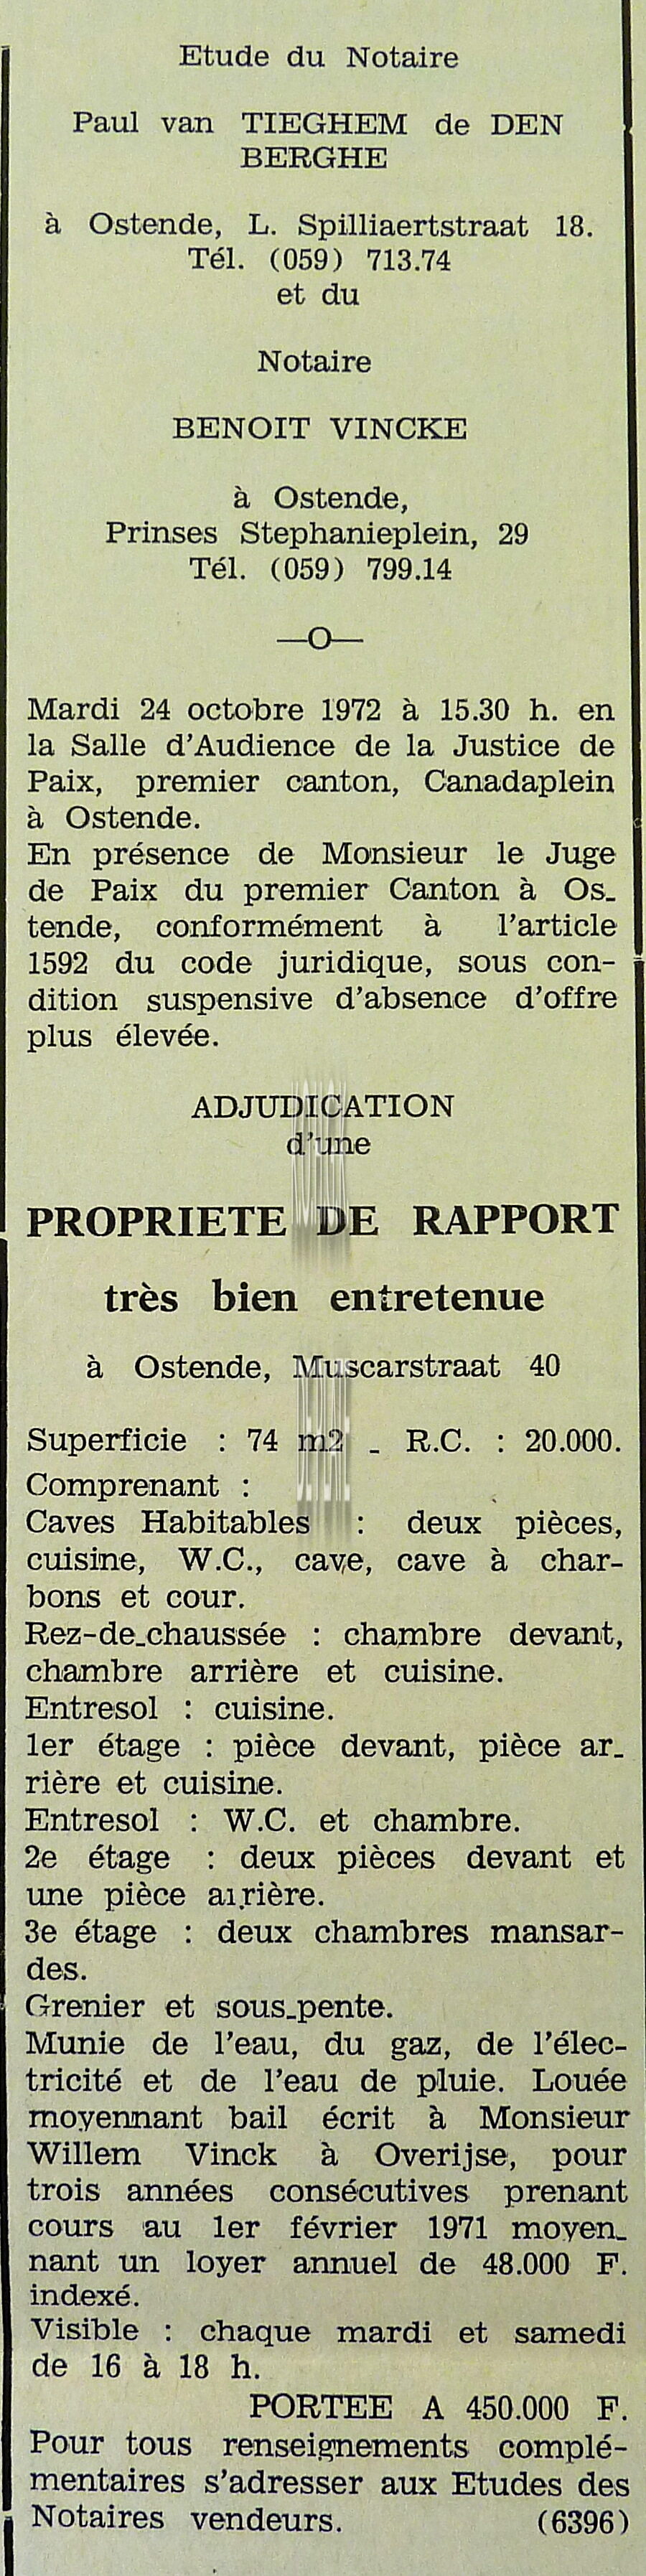 Etude du Notaire
Paul van TIEGHEM de DEN
BERGHE
à Ostende, L. Spilliaertstraat 18.
Tél. (059) 713.74
et du
Notaire
BENOIT VINCKE
à Ostende,
Prinses Stephanieplein, 29
Tél. (059) 799.14
—O—
Mardi 24 octobre 1972 à 15.30 h. en
la Salle d'Audience de la Justice de
Paix, premier canton, Canadaplein
à Ostende.
En présence de Monsieur le Juge
de Paix du premier Canton à Os-
tende, conformément à l'article
1592 du code juridique, sous con-
dition suspensive d'absence d'offre
plus élevée.
ADJUDICATION
d'une
PROPRIETE DE RAPPORT
très bien entretenue
à Ostende, Muscarstraat 40
Superficie : 74 m2 - R.C. : 20.000.
Comprenant :
Caves Habitables : deux pièces,
cuisine, W.C., cave, cave à char-
bons et cour.
Rez-de-chaussée : chambre devant,
chambre arrière et cuisine.
Entresol : cuisine.
1er étage : pièce devant, pièce ar-
rière et cuisine.
Entresol : W.C. et chambre.
2e étage : deux pièces devant et
une pièce arrière.
3e étage : deux chambres mansar-
des.
Grenier et sous-pente.
Munie de l'eau, du gaz, de l'élec-
tricité et de l'eau de pluie. Louée
moyennant bail écrit à Monsieur
Willem Vinck à Overijse, pour
trois années consécutives prenant
cours au 1er février 1971 moyen-
nant un loyer annuel de 48.000 F.
indexé.
Visible : chaque mardi et samedi
de 16 à 18 h.
PORTEE A 450.000 F.
Pour tous renseignements complé-
mentaires s'adresser aux Etudes des
Notaires vendeurs. (6396)